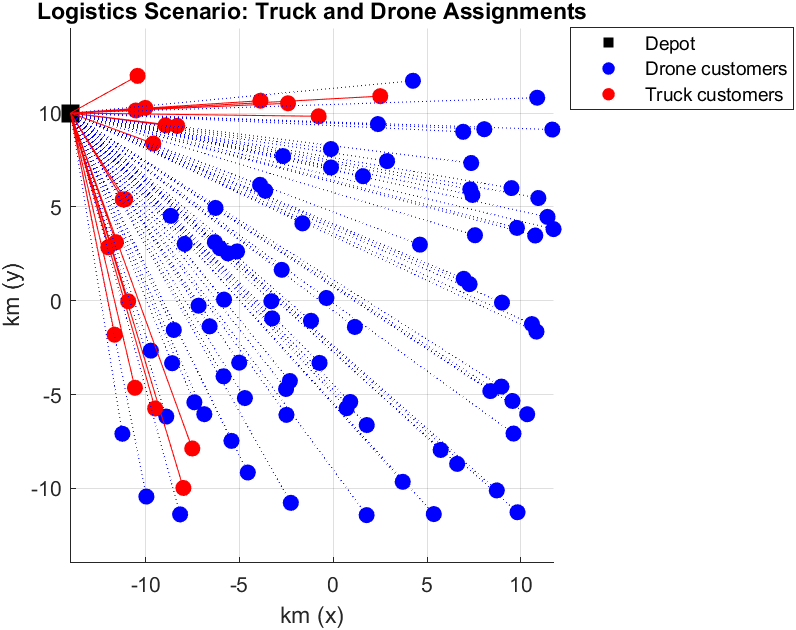 Logistics Scenario: Truck and Drone Assignments
Depot
Drone customers
Truck customers
10
5
0
-5
-10
km (y)
-10
-5
0
5
10
km (x)